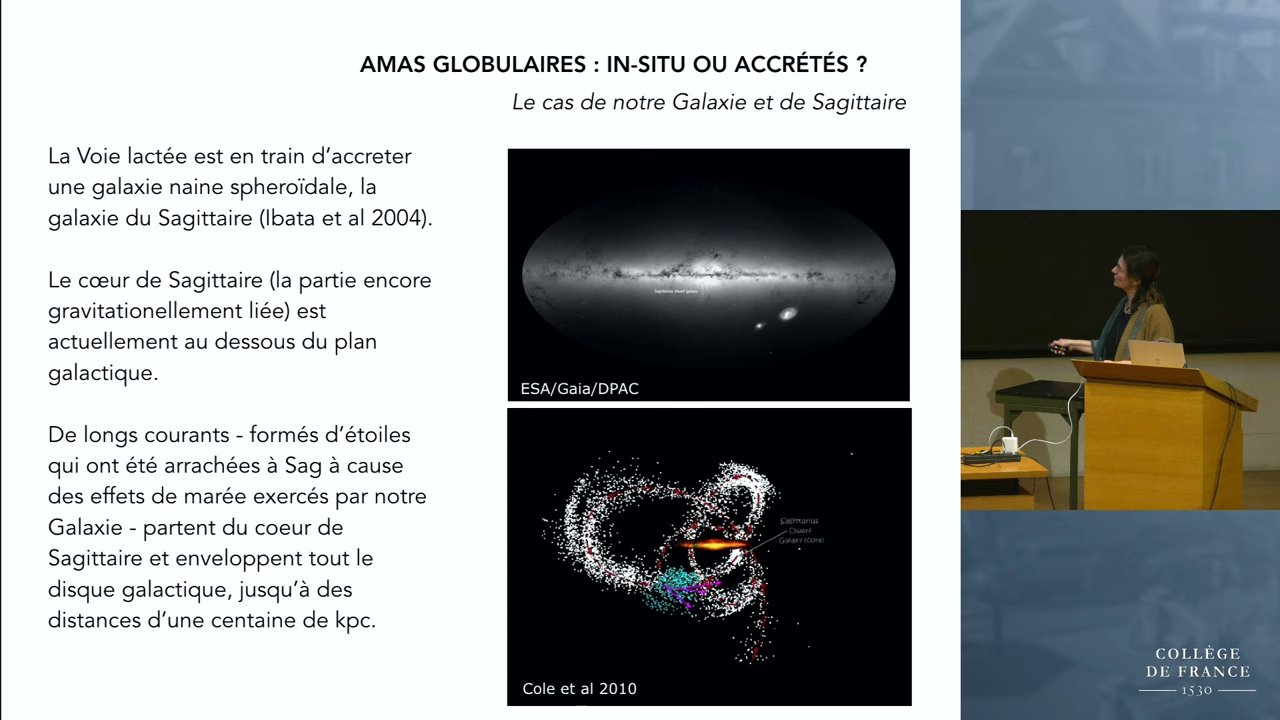 AMAS GLOBULAIRES : IN-SITU OU ACCRÉTÉS ?
Le cas de notre Galaxie et de Sagittaire
La Voie lactée est en train d’accreter
une galaxie naine spheroïdale, la
galaxie du Sagittaire (Ibata et al 2004).
Le cœur de Sagittaire (la partie encore
gravitationellement liée) est
actuellement au dessous du plan
galactique.
De longs courants - formés d’étoiles
qui ont été arrachées à Sag à cause
des effets de marée exercés par notre
Galaxie - partent du coeur de
Sagittaire et enveloppent tout le
disque galactique, jusqu’à des
distances d’une centaine de kpc.
Sagittarius dwarf galaxy
ESA/Gaia/DPAC
Sagittarius
Dwarf
Galaxy (core)
Cole et al 2010
COLLÈGE
DE FRANCE
1530